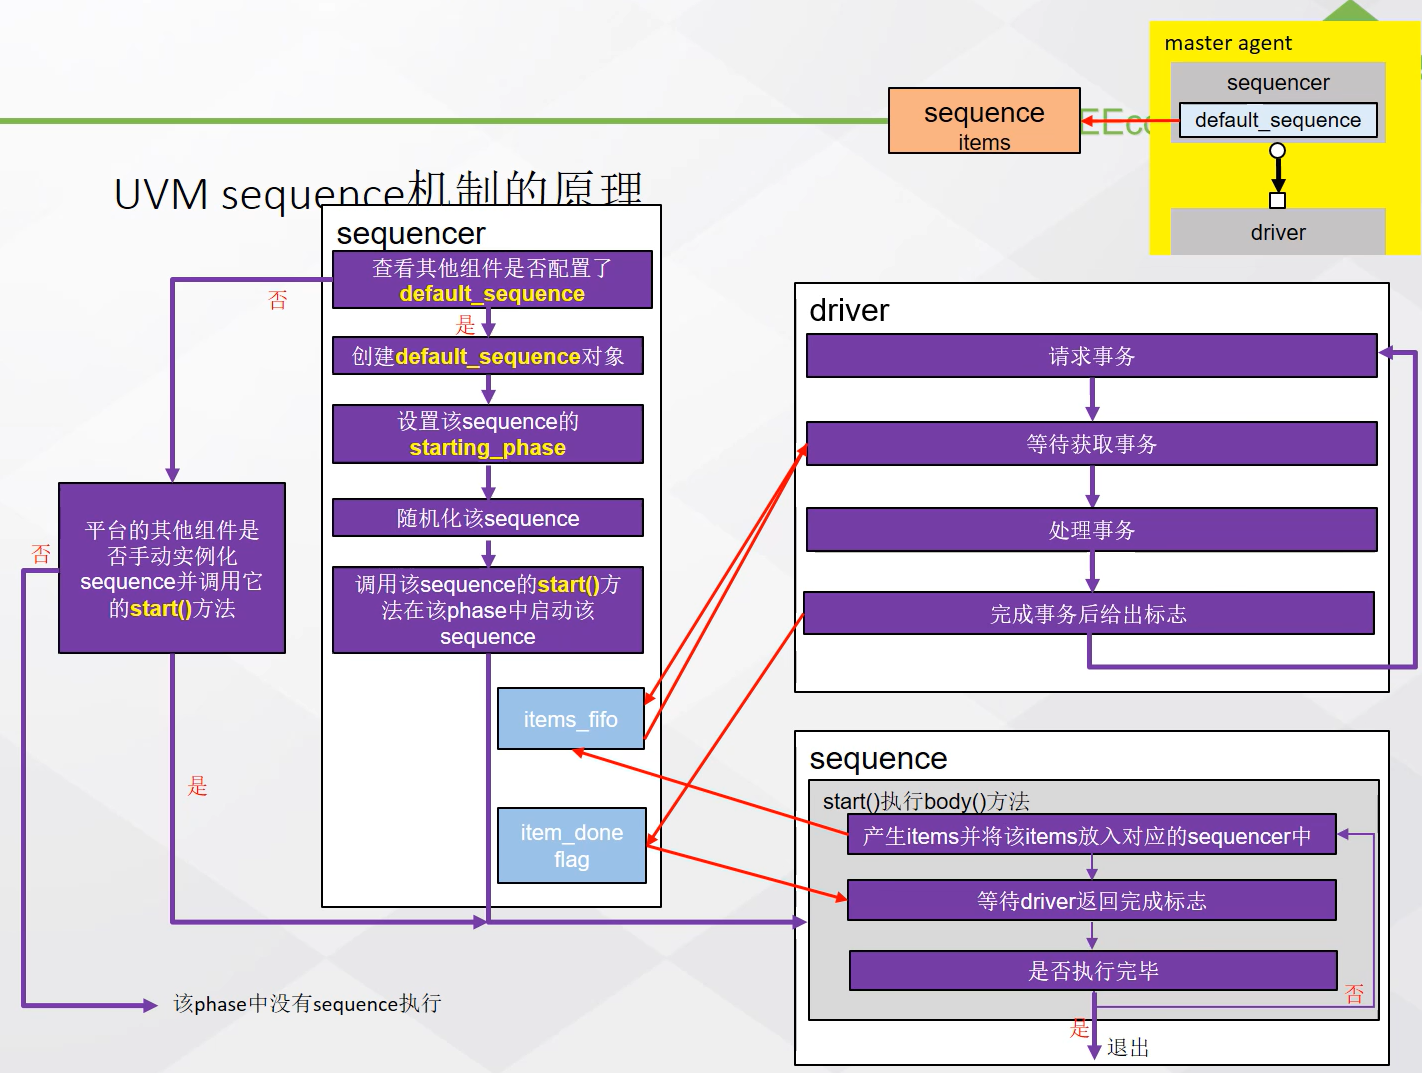 master agent
sequencer
default_sequence
driver
sequence
items
UVM sequence机制的原理
sequencer
查看其他组件是否配置了
default_sequence
否
是
创建default_sequence对象
设置该sequence的
starting_phase
随机化该sequence
调用该sequence的start()方
法在该phase中启动该
sequence
items_fifo
item_done
flag
平台的其他组件是
否手动实例化
sequence并调用它
的start()方法
否
是
该phase中没有sequence执行
driver
请求事务
等待获取事务
处理事务
完成事务后给出标志
sequence
start()执行body()方法
产生items并将该items放入对应的sequencer中
等待driver返回完成标志
是否执行完毕
否
是
退出